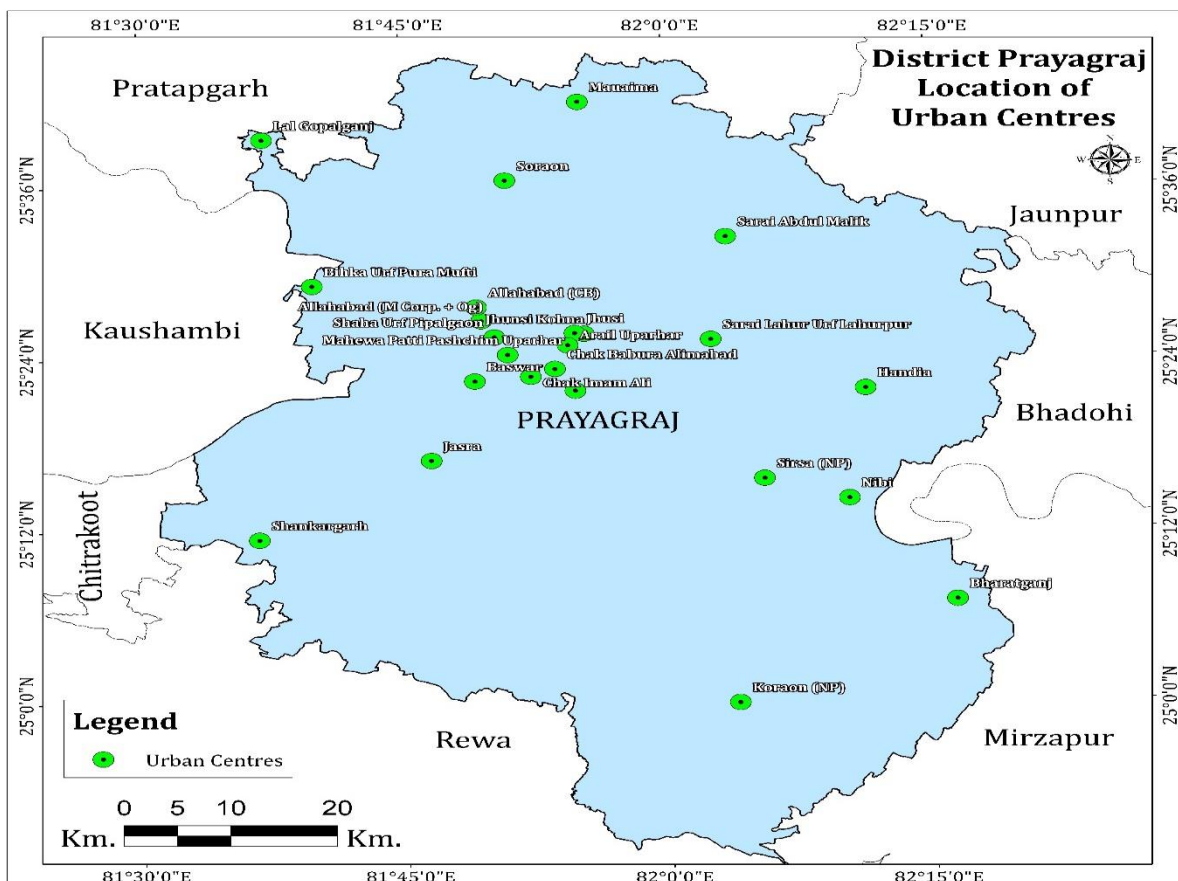 81°30'0"E
81°45'0"E
82°0'0"E
82°15'0"E
District Prayagraj
Location of
Urban Centres
N
W
E
S
Pratapgarh
Mauaima
Lal Gopalganj
Soraon
25°36'0"N
25°36'0"N
Jaunpur
Sarai Abdul Malik
Bihka Urf Pura Mufti
Allahabad (CB)
Allahabad (M Corp. + Og)
Kaushambi
Shaha Urf Pipalgaon
Jhunsi Kohna
Jhusi
Arail Uparhar
Sarai Lahur Urf Lahurpur
Mahewa Patti Pashchim Uparhar
25°24'0"N
25°24'0"N
Chak Babura Alimabad
Baswar
Chak Imam Ali
Handia
PRAYAGRAJ
Bhadohi
Jasra
Sirsa (NP)
Nibi
Chitrakoot
Shankargarh
25°12'0"N
25°12'0"N
Bharatganj
Koraon (NP)
25°0'0"N
25°0'0"N
Legend
Urban Centres
Rewa
Mirzapur
0 5 10 20
Km.
Km.
81°30'0"E
81°45'0"E
82°0'0"E
82°15'0"E